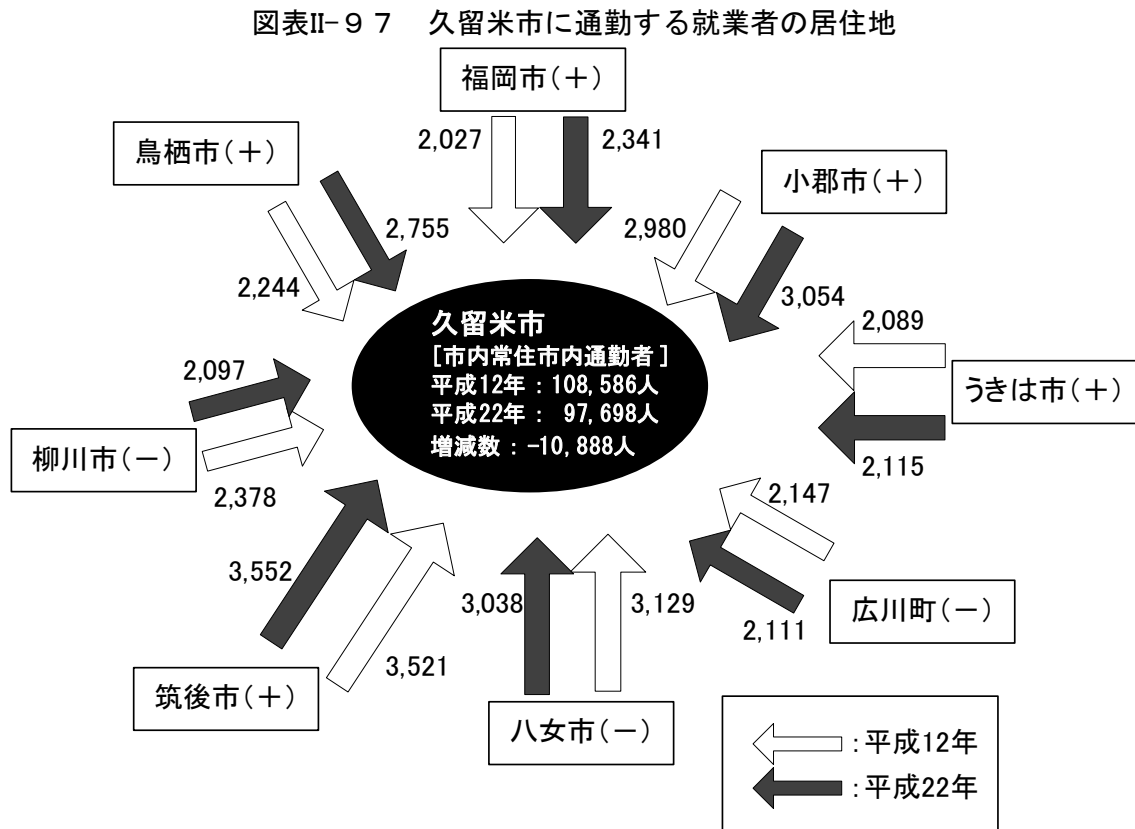 図表Ⅱ-９７　久留米市に通勤する就業者の居住地
福岡市（＋）
2,027
2,341
鳥栖市（＋）
2,755
2,244
小郡市（＋）
2,980
3,054
2,089
うきは市（＋）
2,115
久留米市
[市内常住市内通勤者]
平成12年：108,586人
平成22年： 97,698人
増減数：-10,888人
2,097
柳川市（－）
2,378
2,147
広川町（－）
2,111
3,552
3,521
筑後市（＋）
3,038
3,129
八女市（－）
：平成12年
：平成22年